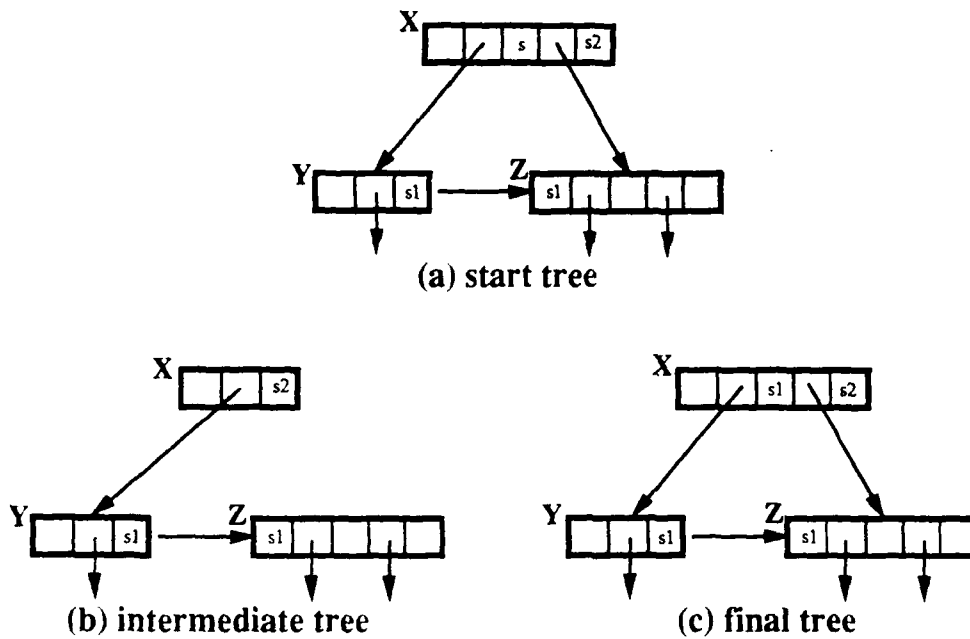 X
s s2
Y s1 Z s1
(a) start tree
X s2
Y s1 Z s1
(b) intermediate tree
X s1 s2
Y s1 Z s1
(c) final tree